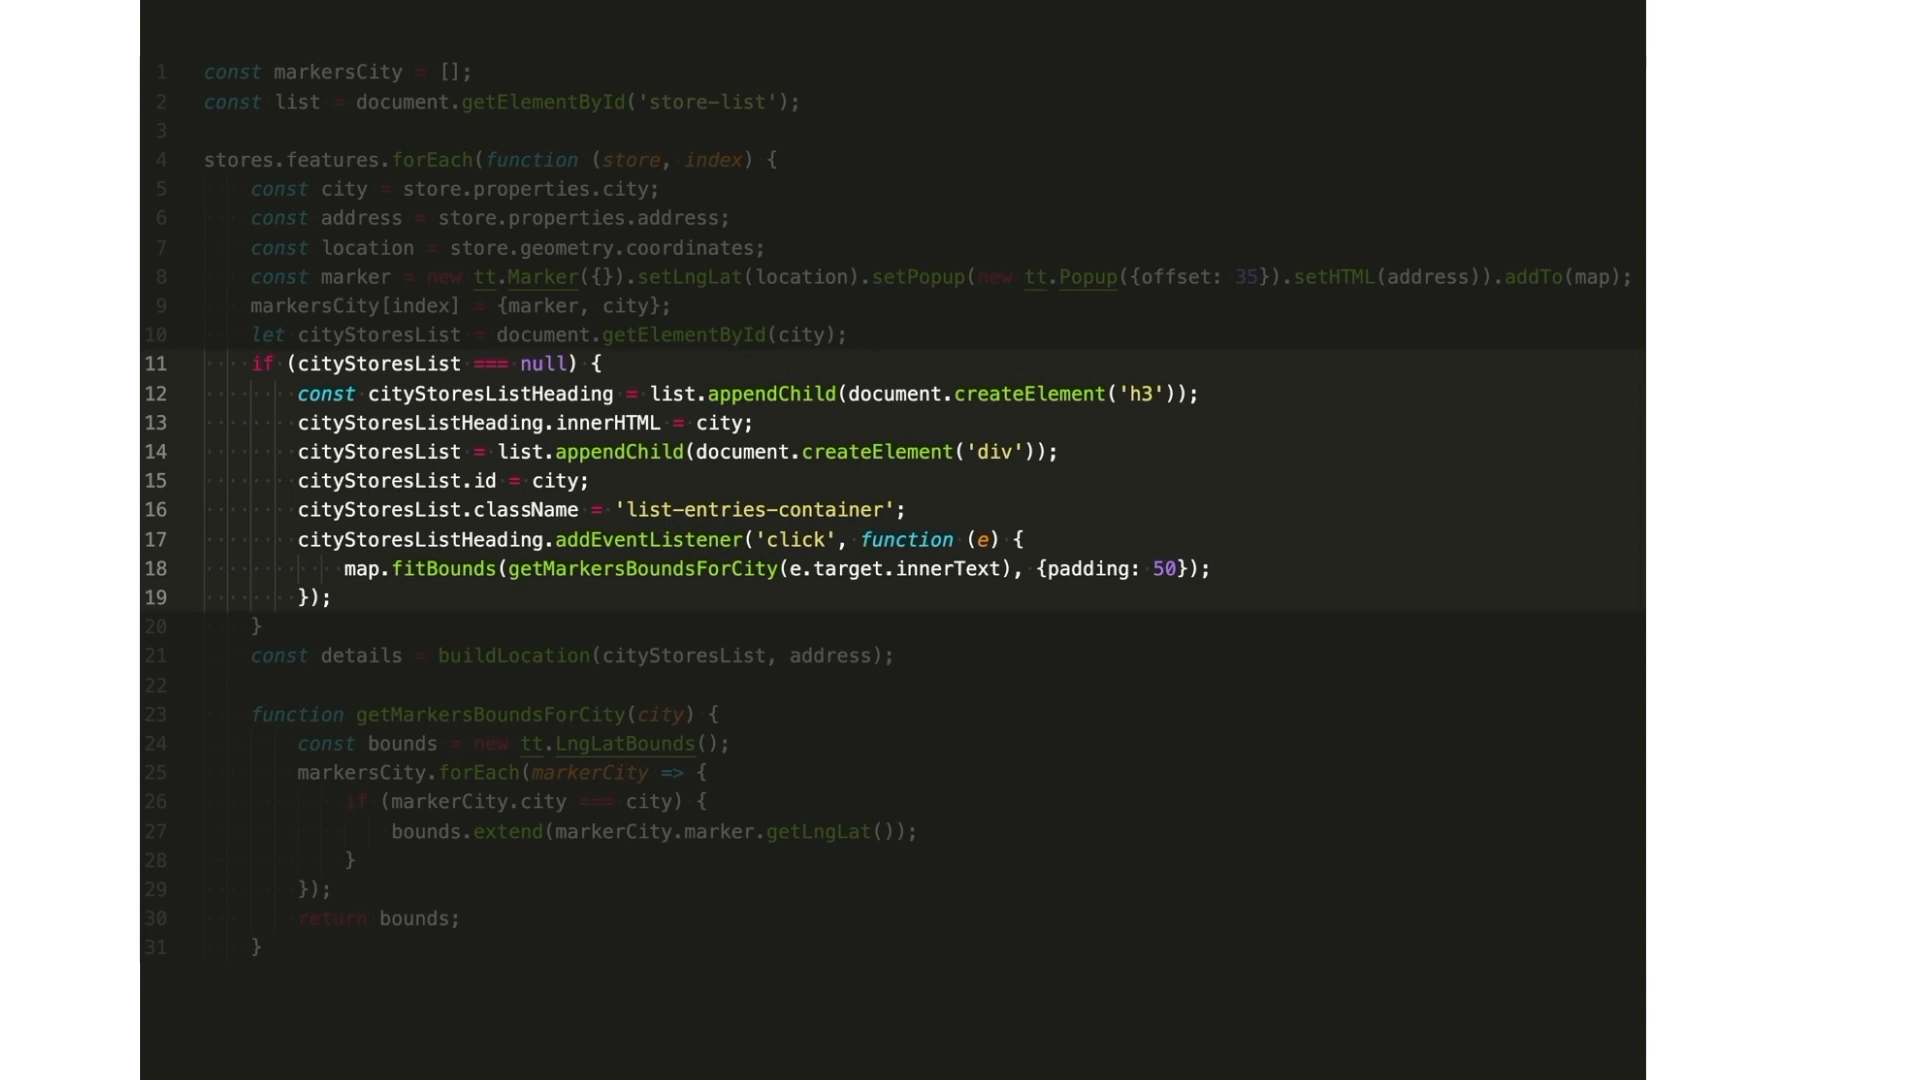 1 const markersCity = [];
2 const list = document.getElementById('store-list');
3
4 stores.features.forEach(function (store, index) {
5 const city = store.properties.city;
6 const address = store.properties.address;
7 const location = store.geometry.coordinates;
8 const marker = new tt.Marker({}).setLngLat(location).setPopup(new tt.Popup({offset: 35}).setHTML(address)).addTo(map);
9 markersCity[index] = {marker, city};
10 let cityStoresList = document.getElementById(city);
11 if (cityStoresList === null) {
12 const cityStoresListHeading = list.appendChild(document.createElement('h3'));
13 cityStoresListHeading.innerHTML = city;
14 cityStoresList = list.appendChild(document.createElement('div'));
15 cityStoresList.id = city;
16 cityStoresList.className = 'list-entries-container';
17 cityStoresListHeading.addEventListener('click', function (e) {
18 map.fitBounds(getMarkersBoundsForCity(e.target.innerText), {padding: 50});
19 });
20 }
21 const details = buildLocation(cityStoresList, address);
22
23 function getMarkersBoundsForCity(city) {
24 const bounds = new tt.LngLatBounds();
25 markersCity.forEach(markerCity => {
26 if (markerCity.city === city) {
27 bounds.extend(markerCity.marker.getLngLat());
28 }
29 });
30 return bounds;
31 }